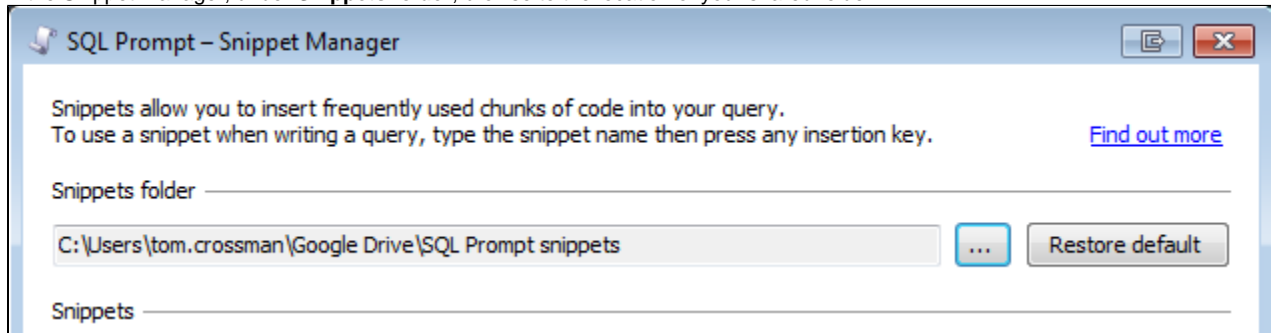 SQL Prompt – Snippet Manager
Snippets allow you to insert frequently used chunks of code into your query.
To use a snippet when writing a query, type the snippet name then press any insertion key. Find out more
Snippets folder
C:\Users\tom.crossman\Google Drive\SQL Prompt snippets ... Restore default
Snippets